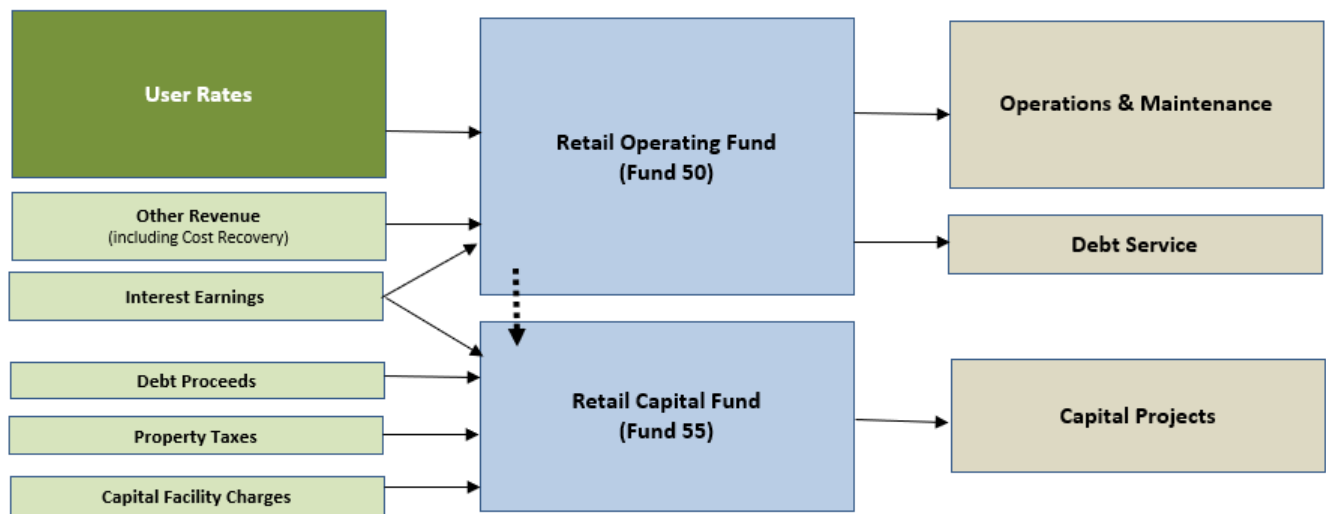 User Rates
Other Revenue
(including Cost Recovery)
Interest Earnings
Debt Proceeds
Property Taxes
Capital Facility Charges
Retail Operating Fund
(Fund 50)
Retail Capital Fund
(Fund 55)
Operations & Maintenance
Debt Service
Capital Projects